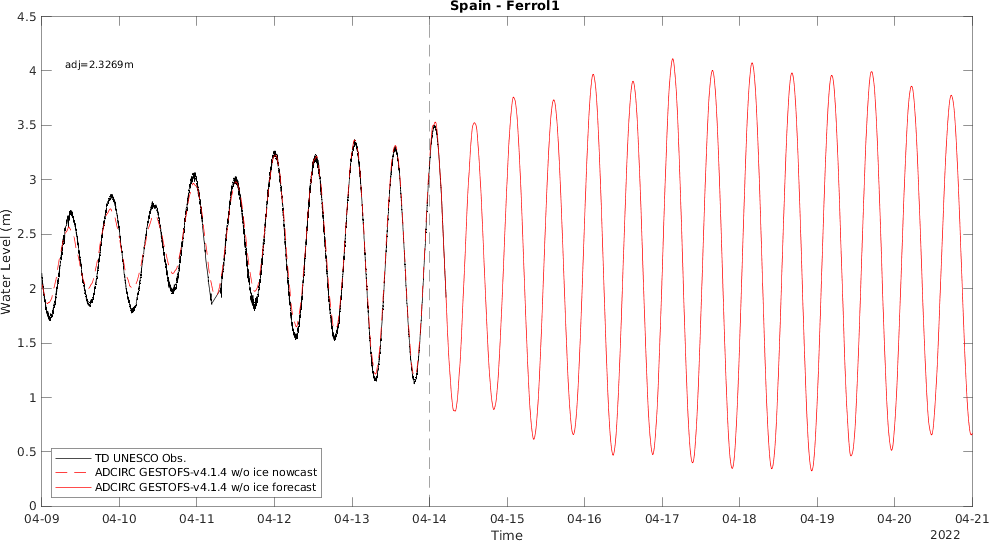 Spain - Ferrol1
adj=2.3269m
Water Level (m)
4.5
4
3.5
3
2.5
2
1.5
1
0.5
0
TD UNESCO Obs.
ADCIRC GESTOFS-v4.1.4 w/o ice nowcast
ADCIRC GESTOFS-v4.1.4 w/o ice forecast
04-09 04-10 04-11 04-12 04-13 04-14 04-15 04-16 04-17 04-18 04-19 04-20 04-21
Time
2022